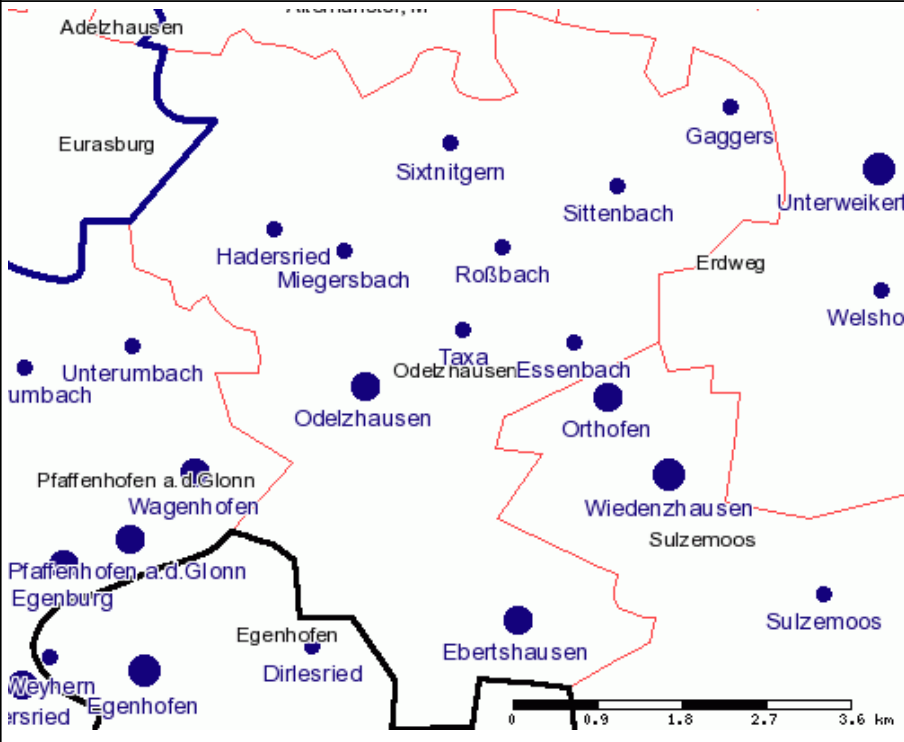 Adelzhausen
Gaggers
Eurasburg
Sixtnitgern
Unterweikert
Sittenbach
Hadersried
Erdweg
Roßbach
Miegersbach
Welsho
Taxa
Odelzhausen
Essenbach
Unterumbach
umbach
Odelzhausen
Orthofen
Pfaffenhofen a.d.Glonn
Wagenhofen
Wiedenzhausen
Sulzemoos
Pfaffenhofen a.d.Glonn
Egenburg
Sulzemoos
Egenhofen
Ebertshausen
Dirlesried
Weyhern
Egenhofen
ersried
0 0.9 1.8 2.7 3.6 km